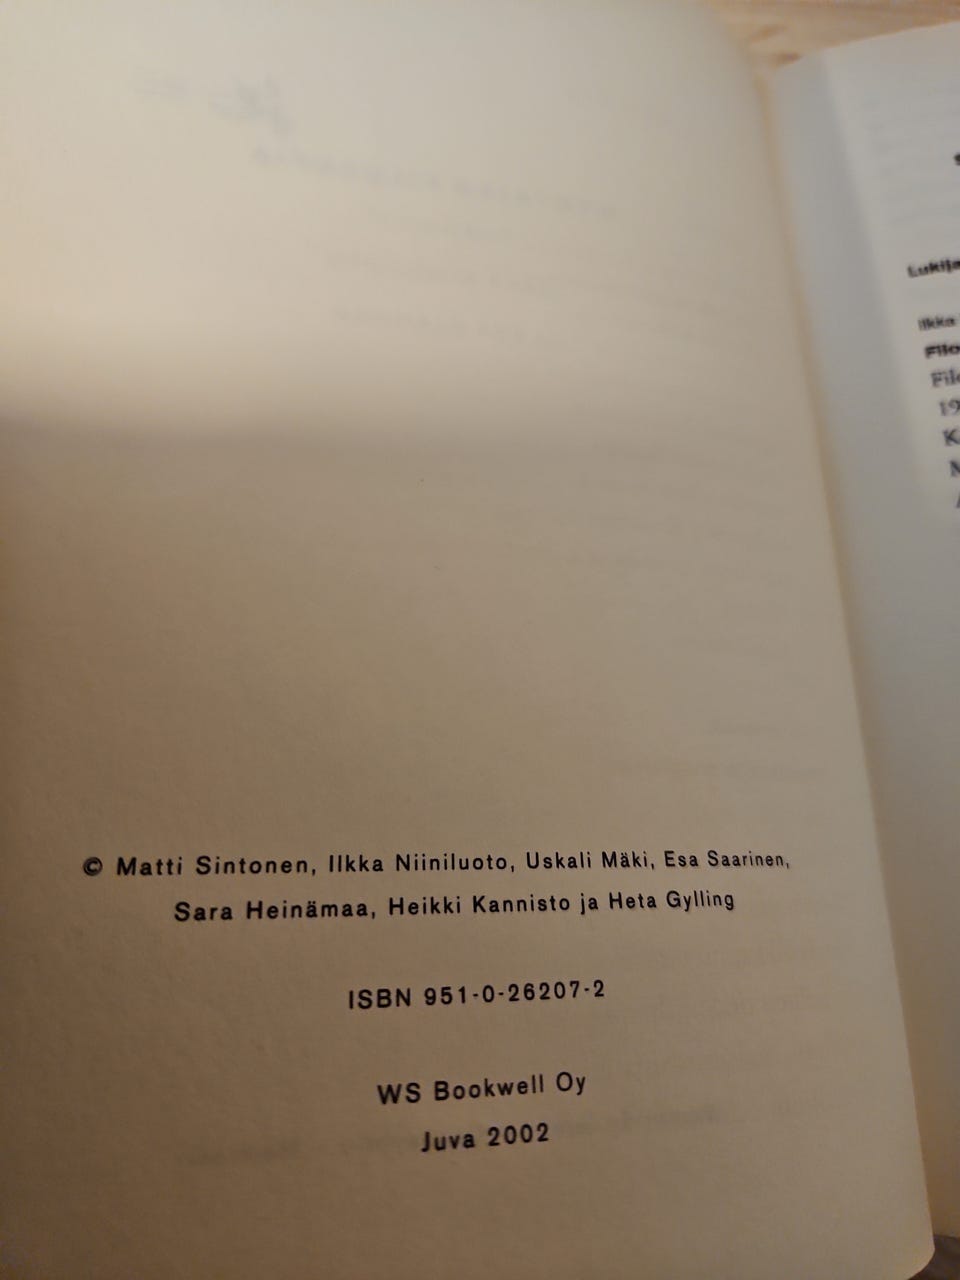 © Matti Sintonen, Ilkka Niiniluoto, Uskali Mäki, Esa Saarinen,
Sara Heinämaa, Heikki Kannisto ja Heta Gylling
ISBN 951-0-26207-2
WS Bookwell Oy
Juva 2002
Ilkka